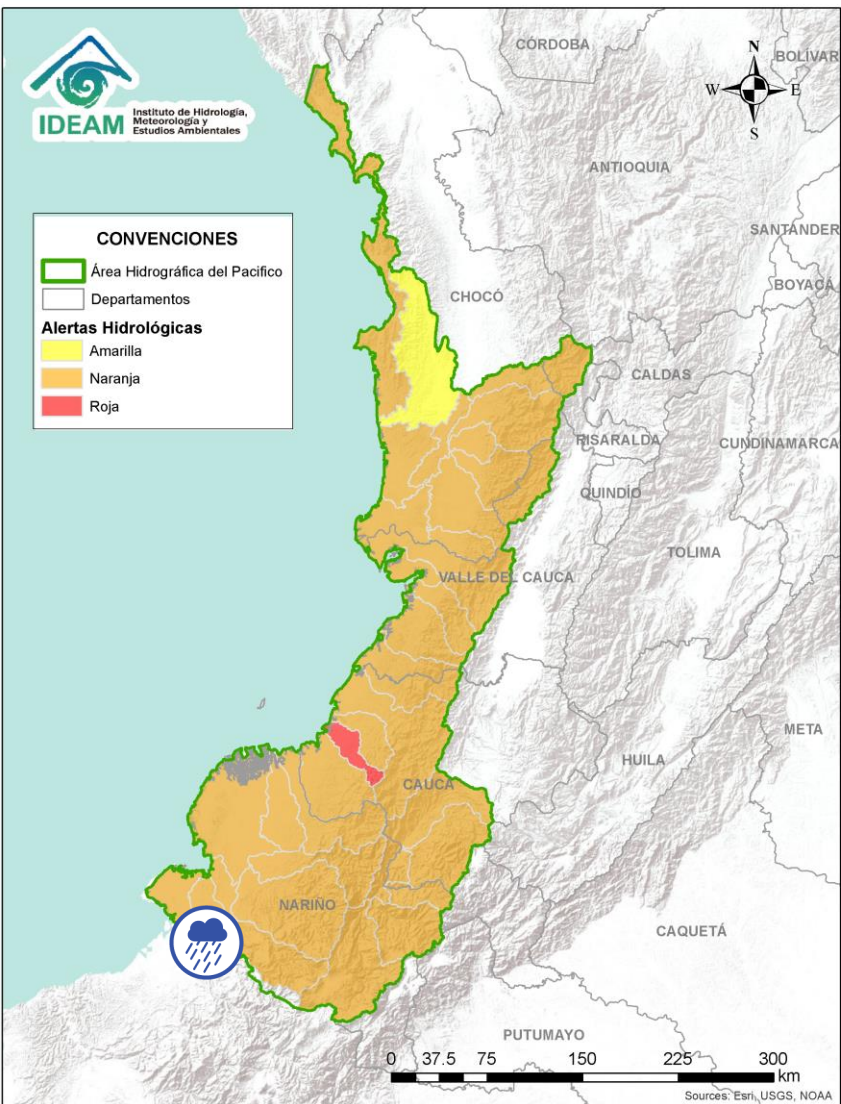 IDEAM
Instituto de Hidrología,
Meteorología y
Estudios Ambientales
CÓRDOBA
BOLÍVAR
N
W
E
S
ANTIOQUIA
SANTANDER
BOYACÁ
CONVENCIONES
Área Hidrográfica del Pacifico
Departamentos
Alertas Hidrológicas
Amarilla
Naranja
Roja
CHOCÓ
CALDAS
RISARALDA
CUNDINAMARCA
QUINDÍO
TOLIMA
VALLE DEL CAUCA
META
HUILA
CAUCA
NARIÑO
CAQUETÁ
PUTUMAYO
0 37.5 75 150 225 300
km
Sources: Esri, USGS, NOAA